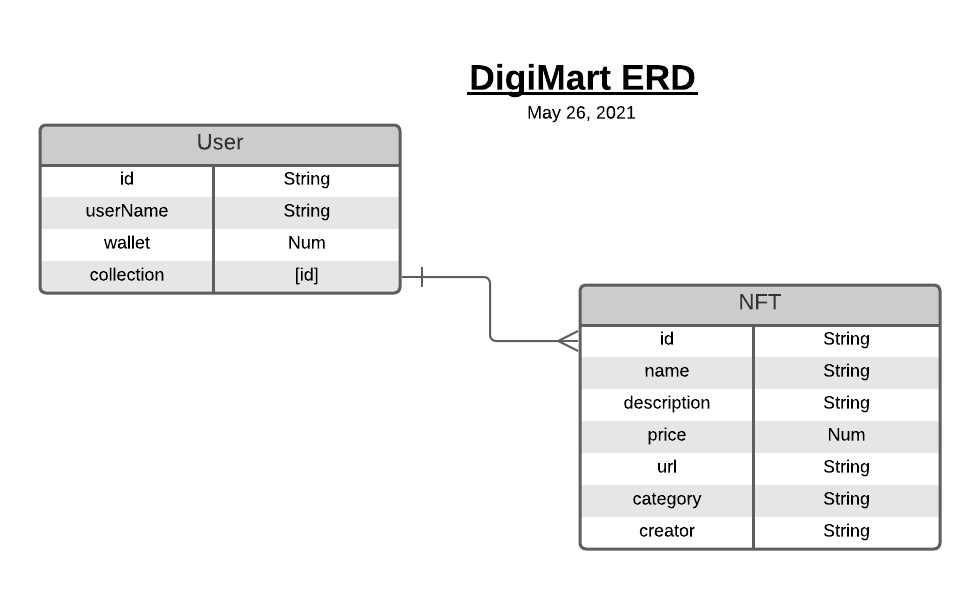 DigiMart ERD
May 26, 2021
User
id String
userName String
wallet Num
collection [id]
NFT
id String
name String
description String
price Num
url String
category String
creator String